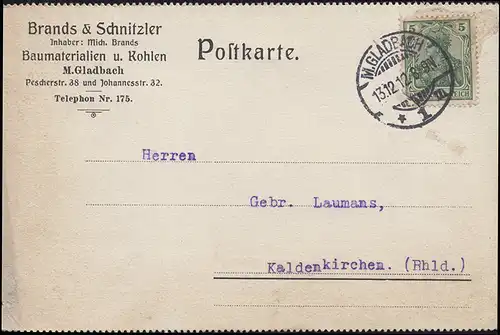 Brands & Schnitzler
Inhaber: Mich. Brands
Baumaterialien u. Kohlen
M.Gladbach
Pescherstr. 38 und Johannesstr. 32.
Telephon Nr. 175.
Postkarte.
5 5
M.GLADBACH
13.12.12.
* 1 m
Herren
Gebr. Laumans,
Kaldenkirchen. (Rhld.)